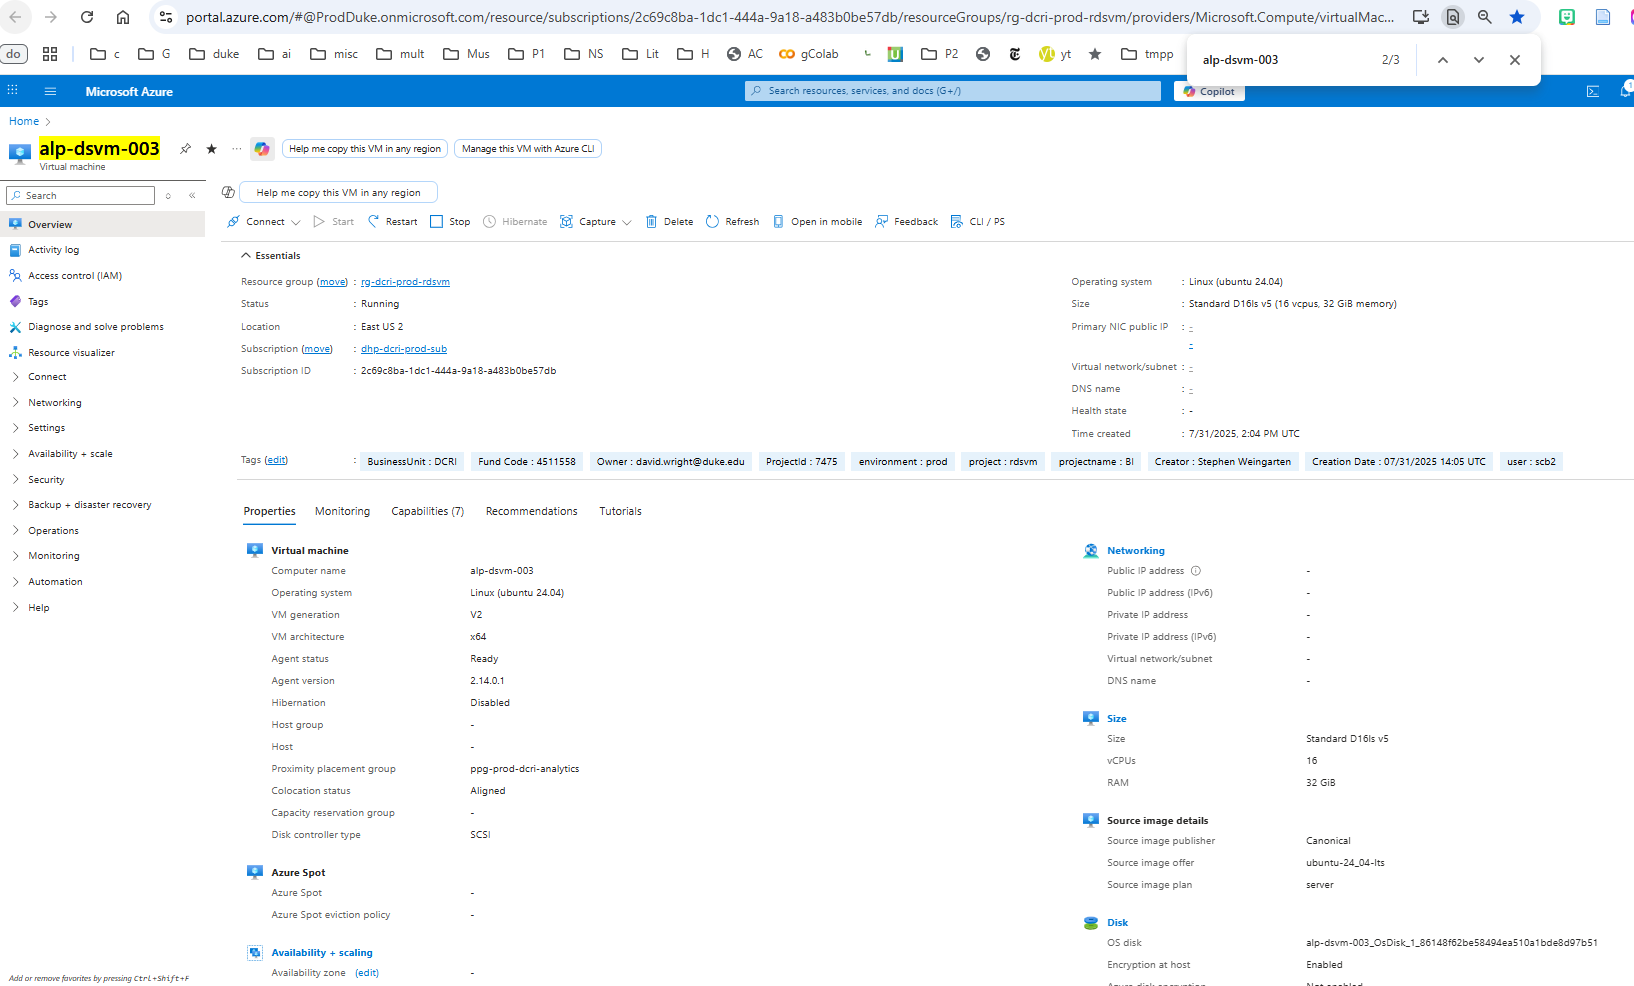 portal.azure.com/#@ProdDuke.onmicrosoft.com/resource/subscriptions/2c69c8ba-1dc1-444a-9a18-a483b0be57db/resourceGroups/rg-dcri-prod-rdsvm/providers/Microsoft.Compute/virtualMac...
do c G duke ai misc mult Mus P1 NS Lit H AC gColab P2 yt tmpp
alp-dsvm-003 2/3
Microsoft Azure
Search resources, services, and docs (G+/)
Copilot
1
Home
alp-dsvm-003
Virtual machine
Help me copy this VM in any region
Manage this VM with Azure CLI
Search
Overview
Activity log
Access control (IAM)
Tags
Diagnose and solve problems
Resource visualizer
Connect
Networking
Settings
Availability + scale
Security
Backup + disaster recovery
Operations
Monitoring
Automation
Help
Add or remove favorites by pressing Ctrl+Shift+F
Help me copy this VM in any region
Connect Start Restart Stop Hibernate Capture Delete Refresh Open in mobile Feedback CLI / PS
Essentials
Resource group (move) : rg-dcri-prod-rdsvm
Status : Running
Location : East US 2
Subscription (move) : dhp-dcri-prod-sub
Subscription ID : 2c69c8ba-1dc1-444a-9a18-a483b0be57db
Operating system : Linux (ubuntu 24.04)
Size : Standard D16ls v5 (16 vcpus, 32 GiB memory)
Primary NIC public IP : -
-
Virtual network/subnet : -
DNS name : -
Health state : -
Time created : 7/31/2025, 2:04 PM UTC
Tags (edit) : BusinessUnit : DCRI Fund Code : 4511558 Owner : david.wright@duke.edu ProjectId : 7475 environment : prod project : rdsvm projectname : BI Creator : Stephen Weingarten Creation Date : 07/31/2025 14:05 UTC user : scb2
Properties Monitoring Capabilities (7) Recommendations Tutorials
Virtual machine
Computer name alp-dsvm-003
Operating system Linux (ubuntu 24.04)
VM generation V2
VM architecture x64
Agent status Ready
Agent version 2.14.0.1
Hibernation Disabled
Host group -
Host -
Proximity placement group ppg-prod-dcri-analytics
Colocation status Aligned
Capacity reservation group -
Disk controller type SCSI
Azure Spot
Azure Spot -
Azure Spot eviction policy -
Availability + scaling
Availability zone (edit) -
Networking
Public IP address -
Public IP address (IPv6) -
Private IP address -
Private IP address (IPv6) -
Virtual network/subnet -
DNS name -
Size
Size Standard D16ls v5
vCPUs 16
RAM 32 GiB
Source image details
Source image publisher Canonical
Source image offer ubuntu-24_04-lts
Source image plan server
Disk
OS disk alp-dsvm-003_OsDisk_1_86148f62be58494ea510a1bde8d97b51
Encryption at host Enabled
Azure disk encryption Not enabled